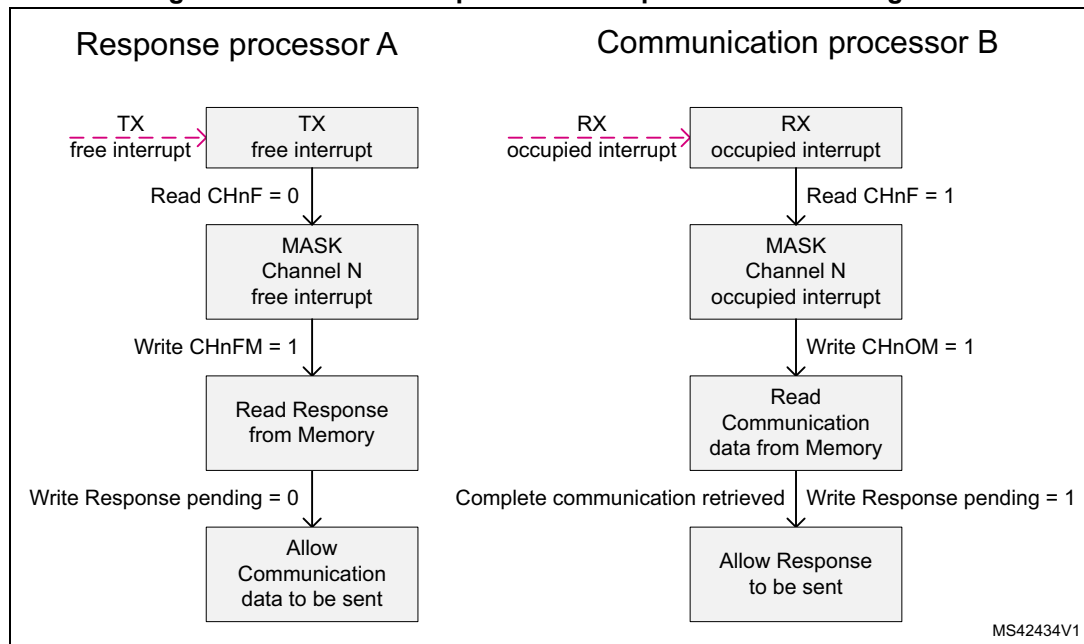 Response processor A
Communication processor B
TX
free interrupt
TX
free interrupt
RX
occupied interrupt
RX
occupied interrupt
Read CHnF = 0
Read CHnF = 1
MASK
Channel N
free interrupt
MASK
Channel N
occupied interrupt
Write CHnFM = 1
Write CHnOM = 1
Read Response
from Memory
Read
Communication
data from Memory
Write Response pending = 0
Complete communication retrieved
Write Response pending = 1
Allow
Communication
data to be sent
Allow Response
to be sent
MS42434V1